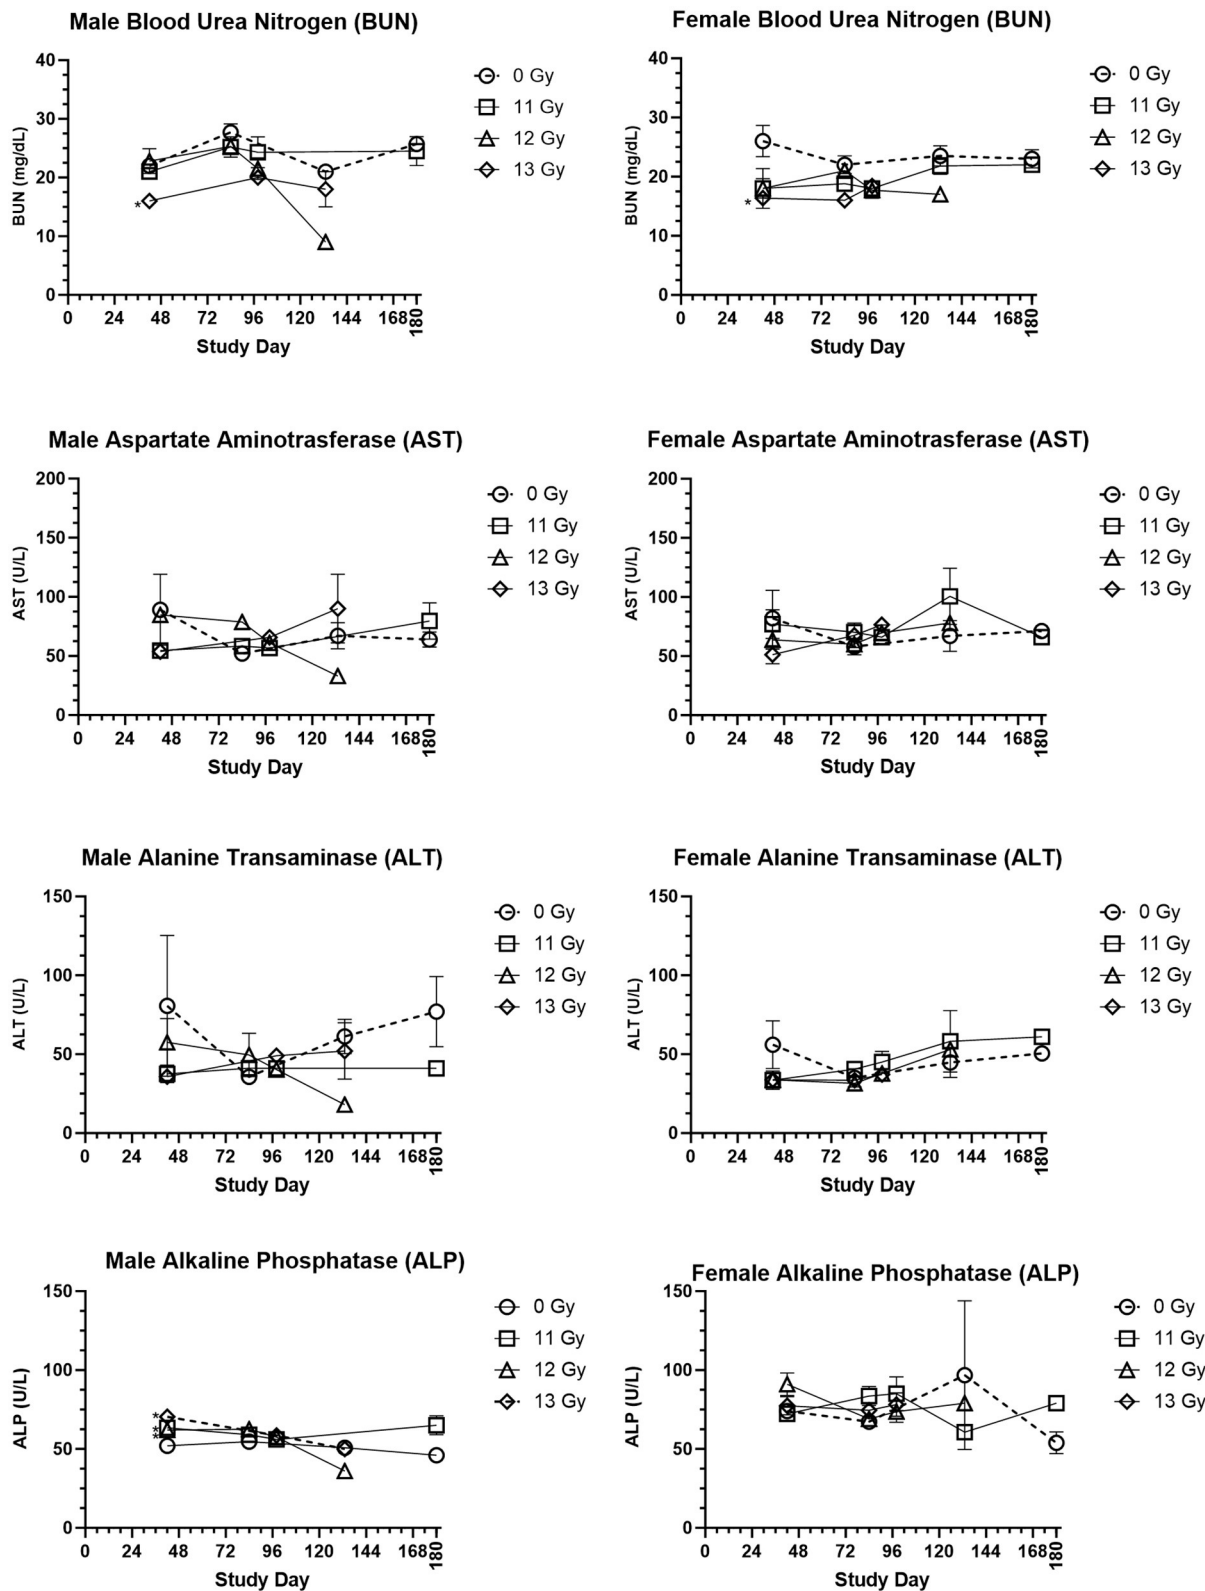 Male Blood Urea Nitrogen (BUN)
40
30
20
10
0
BUN (mg/dL)
*
0 24 48 72 96 120 144 168 180
Study Day
0 Gy
11 Gy
12 Gy
13 Gy
Female Blood Urea Nitrogen (BUN)
40
30
20
10
0
BUN (mg/dL)
*
0 24 48 72 96 120 144 168 180
Study Day
0 Gy
11 Gy
12 Gy
13 Gy
Male Aspartate Aminotrasferase (AST)
200
150
100
50
0
AST (U/L)
0 24 48 72 96 120 144 168 180
Study Day
0 Gy
11 Gy
12 Gy
13 Gy
Female Aspartate Aminotrasferase (AST)
200
150
100
50
0
AST (U/L)
0 24 48 72 96 120 144 168 180
Study Day
0 Gy
11 Gy
12 Gy
13 Gy
Male Alanine Transaminase (ALT)
150
100
50
0
ALT (U/L)
0 24 48 72 96 120 144 168 180
Study Day
0 Gy
11 Gy
12 Gy
13 Gy
Female Alanine Transaminase (ALT)
150
100
50
0
ALT (U/L)
0 24 48 72 96 120 144 168 180
Study Day
0 Gy
11 Gy
12 Gy
13 Gy
Male Alkaline Phosphatase (ALP)
150
100
50
0
ALP (U/L)
*
*
*
0 24 48 72 96 120 144 168 180
Study Day
0 Gy
11 Gy
12 Gy
13 Gy
Female Alkaline Phosphatase (ALP)
150
100
50
0
ALP (U/L)
0 24 48 72 96 120 144 168 180
Study Day
0 Gy
11 Gy
12 Gy
13 Gy